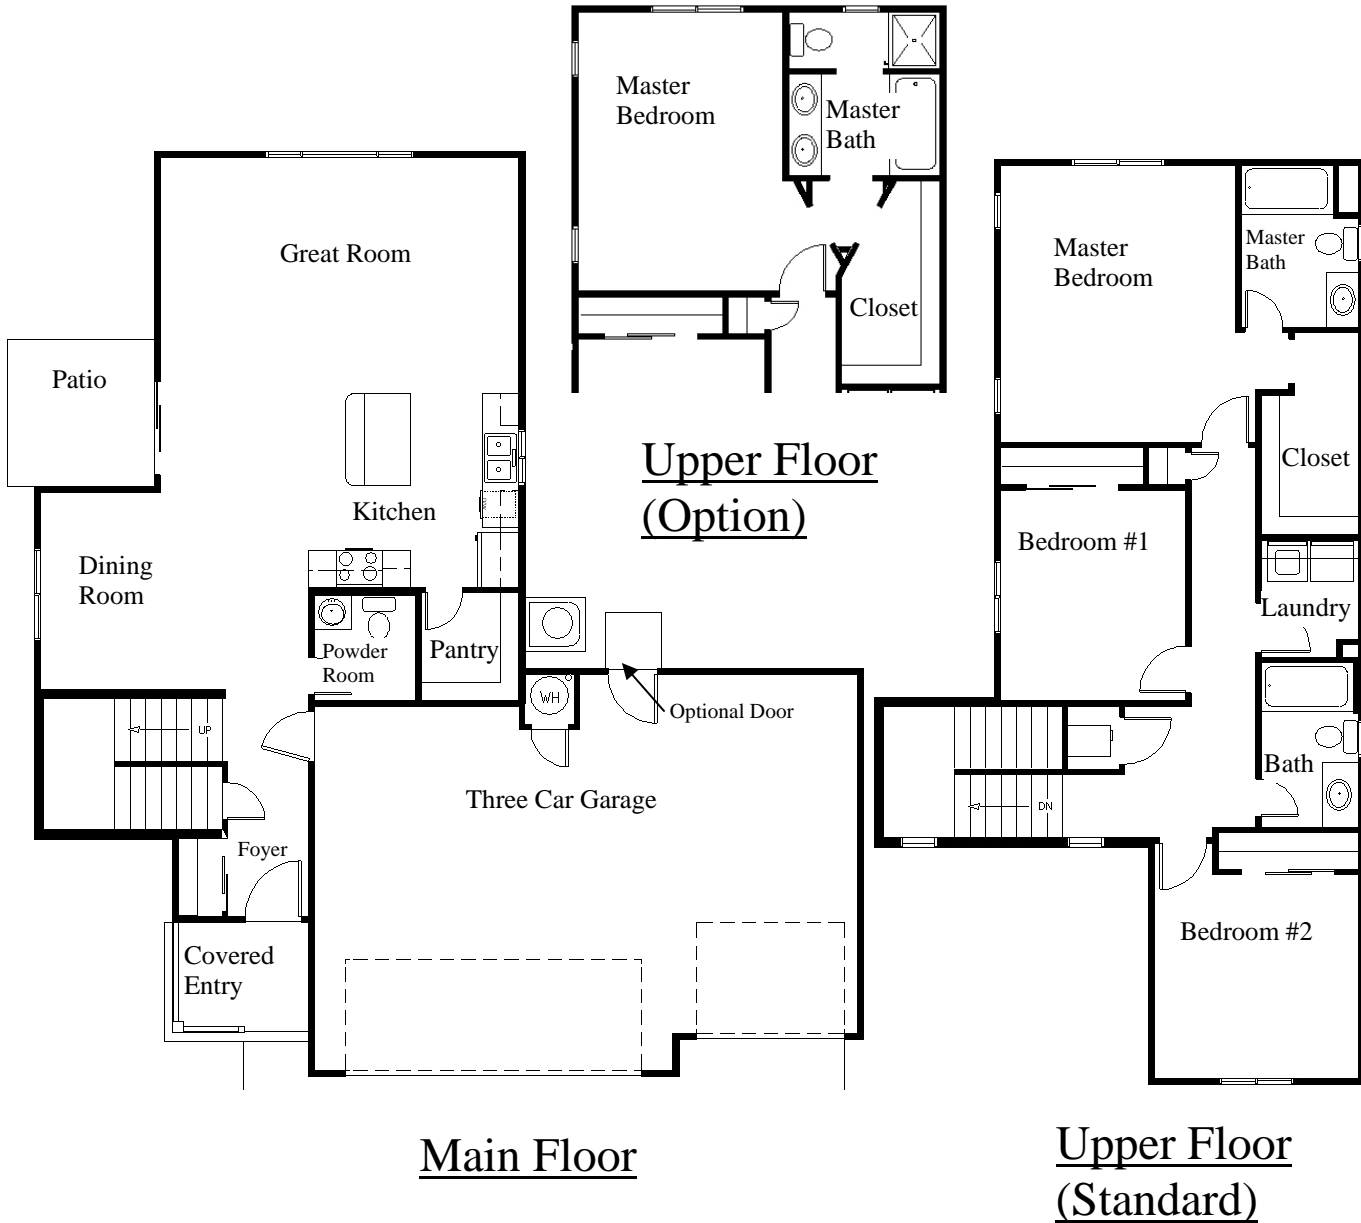 Master
Bedroom
Master
Bath
Closet
Upper Floor
(Option)
Great Room
Patio
Kitchen
Dining
Room
Powder
Room
Pantry
UP
WH
Optional Door
Three Car Garage
Foyer
Covered
Entry
Main Floor
Master
Bedroom
Master
Bath
Closet
Bedroom #1
Laundry
Bath
DN
Bedroom #2
Upper Floor
(Standard)